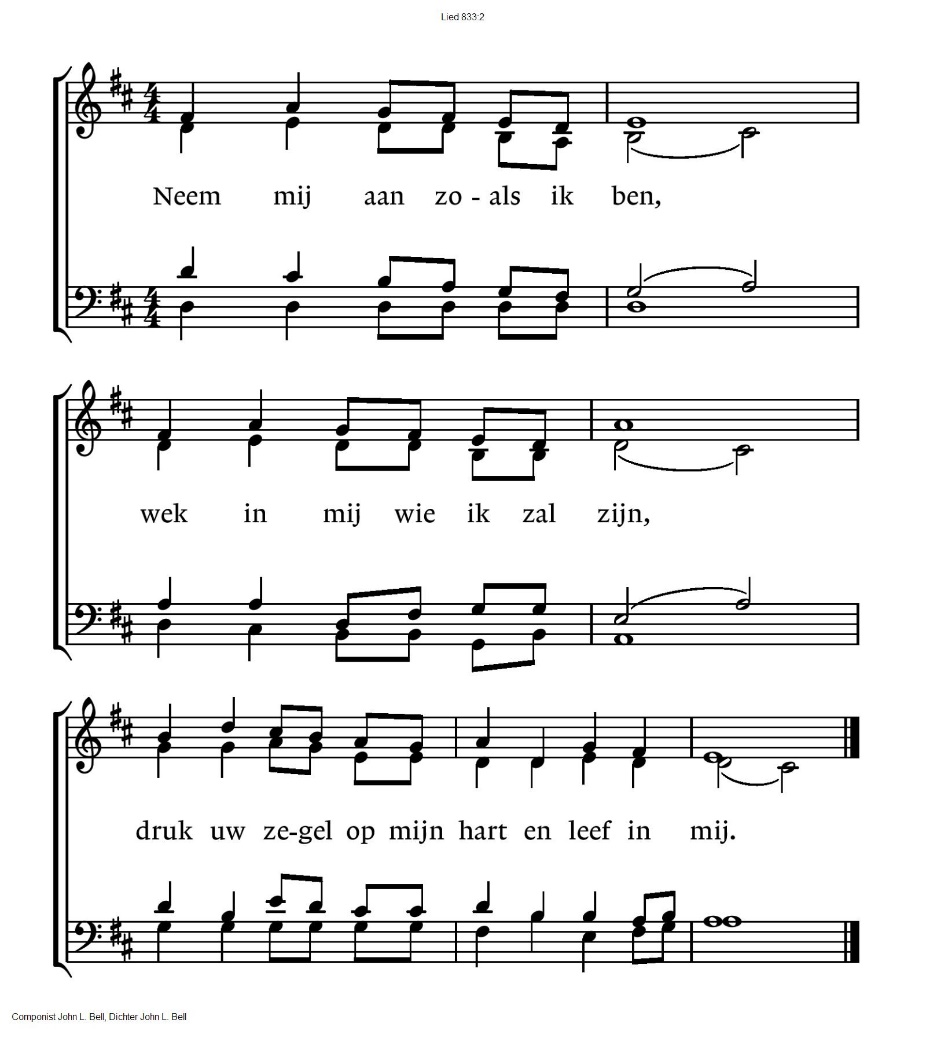 Lied 833:2
Neem mij aan zo - als ik ben,
wek in mij wie ik zal zijn,
druk uw ze-gel op mijn hart en leef in mij.
Componist John L. Bell, Dichter John L. Bell